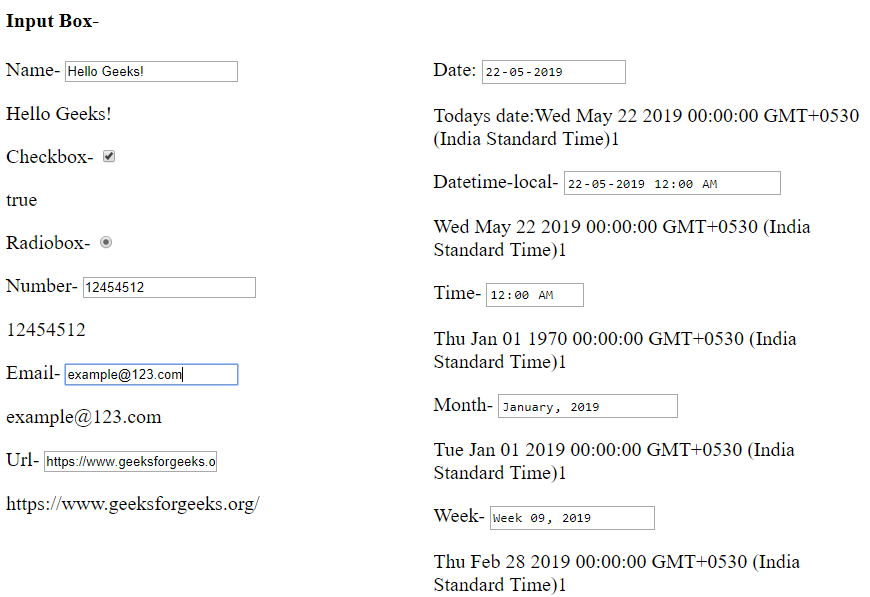 Input Box-
Name- Hello Geeks!
Hello Geeks!
Checkbox-
true
Radiobox-
Number- 12454512
12454512
Email- example@123.com
example@123.com
Url- https://www.geeksforgeeks.o
https://www.geeksforgeeks.org/
Date: 22-05-2019
Todays date:Wed May 22 2019 00:00:00 GMT+0530
(India Standard Time)1
Datetime-local- 22-05-2019 12:00 AM
Wed May 22 2019 00:00:00 GMT+0530 (India
Standard Time)1
Time- 12:00 AM
Thu Jan 01 1970 00:00:00 GMT+0530 (India
Standard Time)1
Month- January, 2019
Tue Jan 01 2019 00:00:00 GMT+0530 (India
Standard Time)1
Week- Week 09, 2019
Thu Feb 28 2019 00:00:00 GMT+0530 (India
Standard Time)1